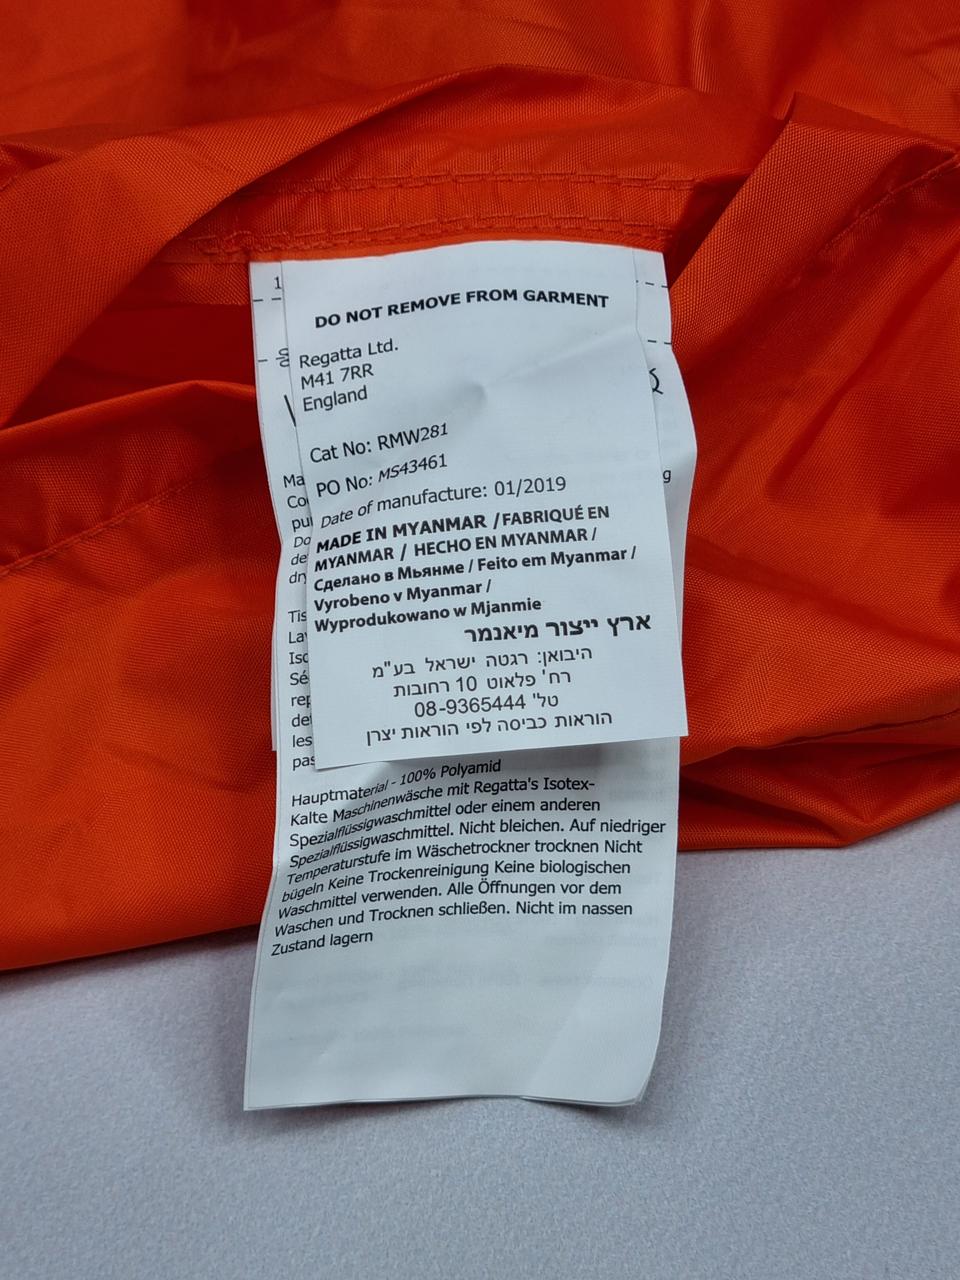 1
DO NOT REMOVE FROM GARMENT
Regatta Ltd.
M41 7RR
England
Cat No: RMW281
PO No: MS43461
Date of manufacture: 01/2019
MADE IN MYANMAR /FABRIQUÉ EN
MYANMAR / HECHO EN MYANMAR /
Сделано в Мьянме / Feito em Myanmar /
Vyrobeno v Myanmar /
Wyprodukowano w Mjanmie
ארץ ייצור מיאנמר
היבואן: רגטה ישראל בע"מ
רח' פלאוט 10 רחובות
טל' 08-9365444
הוראות כביסה לפי הוראות יצרן
Hauptmaterial - 100% Polyamid
Kalte Maschinenwäsche mit Regatta's Isotex-
Spezialflüssigwaschmittel oder einem anderen
Spezialflüssigwaschmittel. Nicht bleichen. Auf niedriger
Temperaturstufe im Wäschetrockner trocknen Nicht
bügeln Keine Trockenreinigung Keine biologischen
Waschmittel verwenden. Alle Öffnungen vor dem
Waschen und Trocknen schließen. Nicht im nassen
Zustand lagern